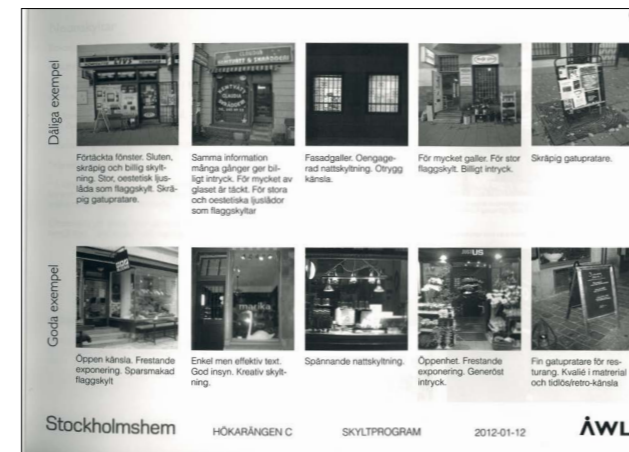 Dåliga exempel
Förtäckta fönster. Sluten,
skräpig och billig skylt-
ning. Stor, oestetisk ljus-
låda som flaggskylt. Skrä-
pig gatupratare.
Samma information
många gånger ger bil-
ligt intryck. För mycket av
glaset är täckt. För stora
och oestetiska ljuslådor
som flaggskyltar
Fasadgaller. Oengage-
rad nattskyltning. Otrygg
känsla.
För mycket galler. För stor
flaggskylt. Billigt intryck.
Skräpig gatupratare.
Goda exempel
Öppen känsla. Frestande
exponering. Sparsmakad
flaggskylt
Enkel men effektiv text.
God insyn. Kreativ skylt-
ning.
Spännande nattskyltning.
Öppenhet. Frestande
exponering. Generöst
intryck.
Fin gatupratare för res-
turang. Kvalié i matrerial
och tidlös/retro-känsla
LIVS
marika
US
Stockholmshem
HÖKARÄNGEN C
SKYLTPROGRAM
2012-01-12
ÅWL